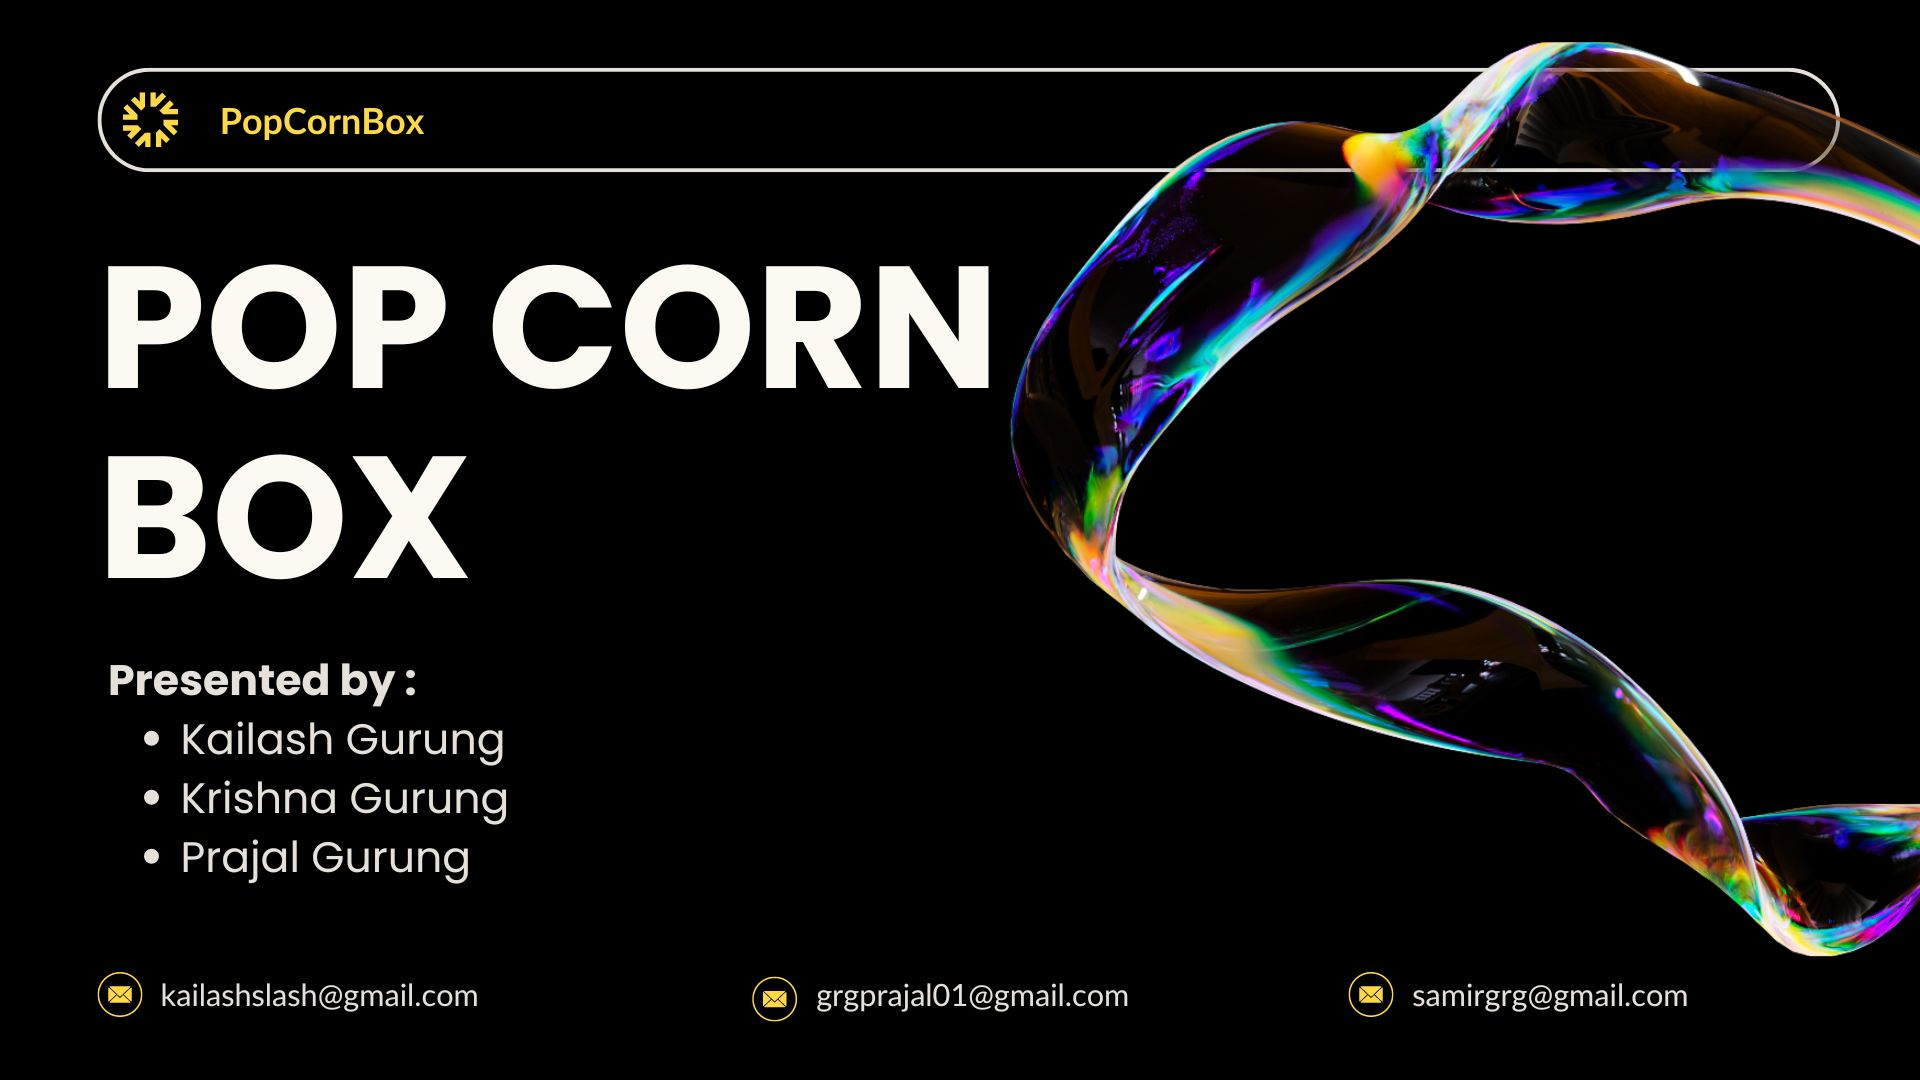 PopCornBox
POP CORN
BOX
Presented by :
Kailash Gurung
Krishna Gurung
Prajal Gurung
kailashslash@gmail.com
grgprajal01@gmail.com
samirgrg@gmail.com